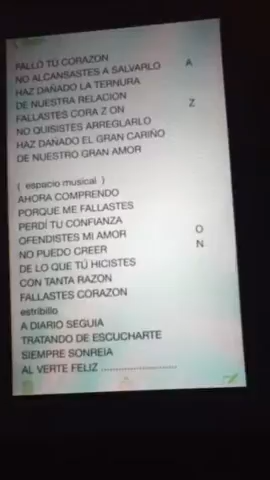 FALLO TÚ CORAZON
NO ALCANSASTES A SALVARLO A
HAZ DAÑADO LA TERNURA
DE NUESTRA RELACION
FALLASTES CORA Z ON Z
NO QUISISTES ARREGLARLO
HAZ DAÑADO EL GRAN CARIÑO
DE NUESTRO GRAN AMOR
( espacio musical )
AHORA COMPRENDO
PORQUE ME FALLASTES
PERDÍ TU CONFIANZA
OFENDISTES MI AMOR O
NO PUEDO CREER N
DE LO QUE TÚ HICISTES
CON TANTA RAZON
FALLASTES CORAZON
estribillo
A DIARIO SEGUIA
TRATANDO DE ESCUCHARTE
SIEMPRE SONREIA
AL VERTE FELIZ ..........................